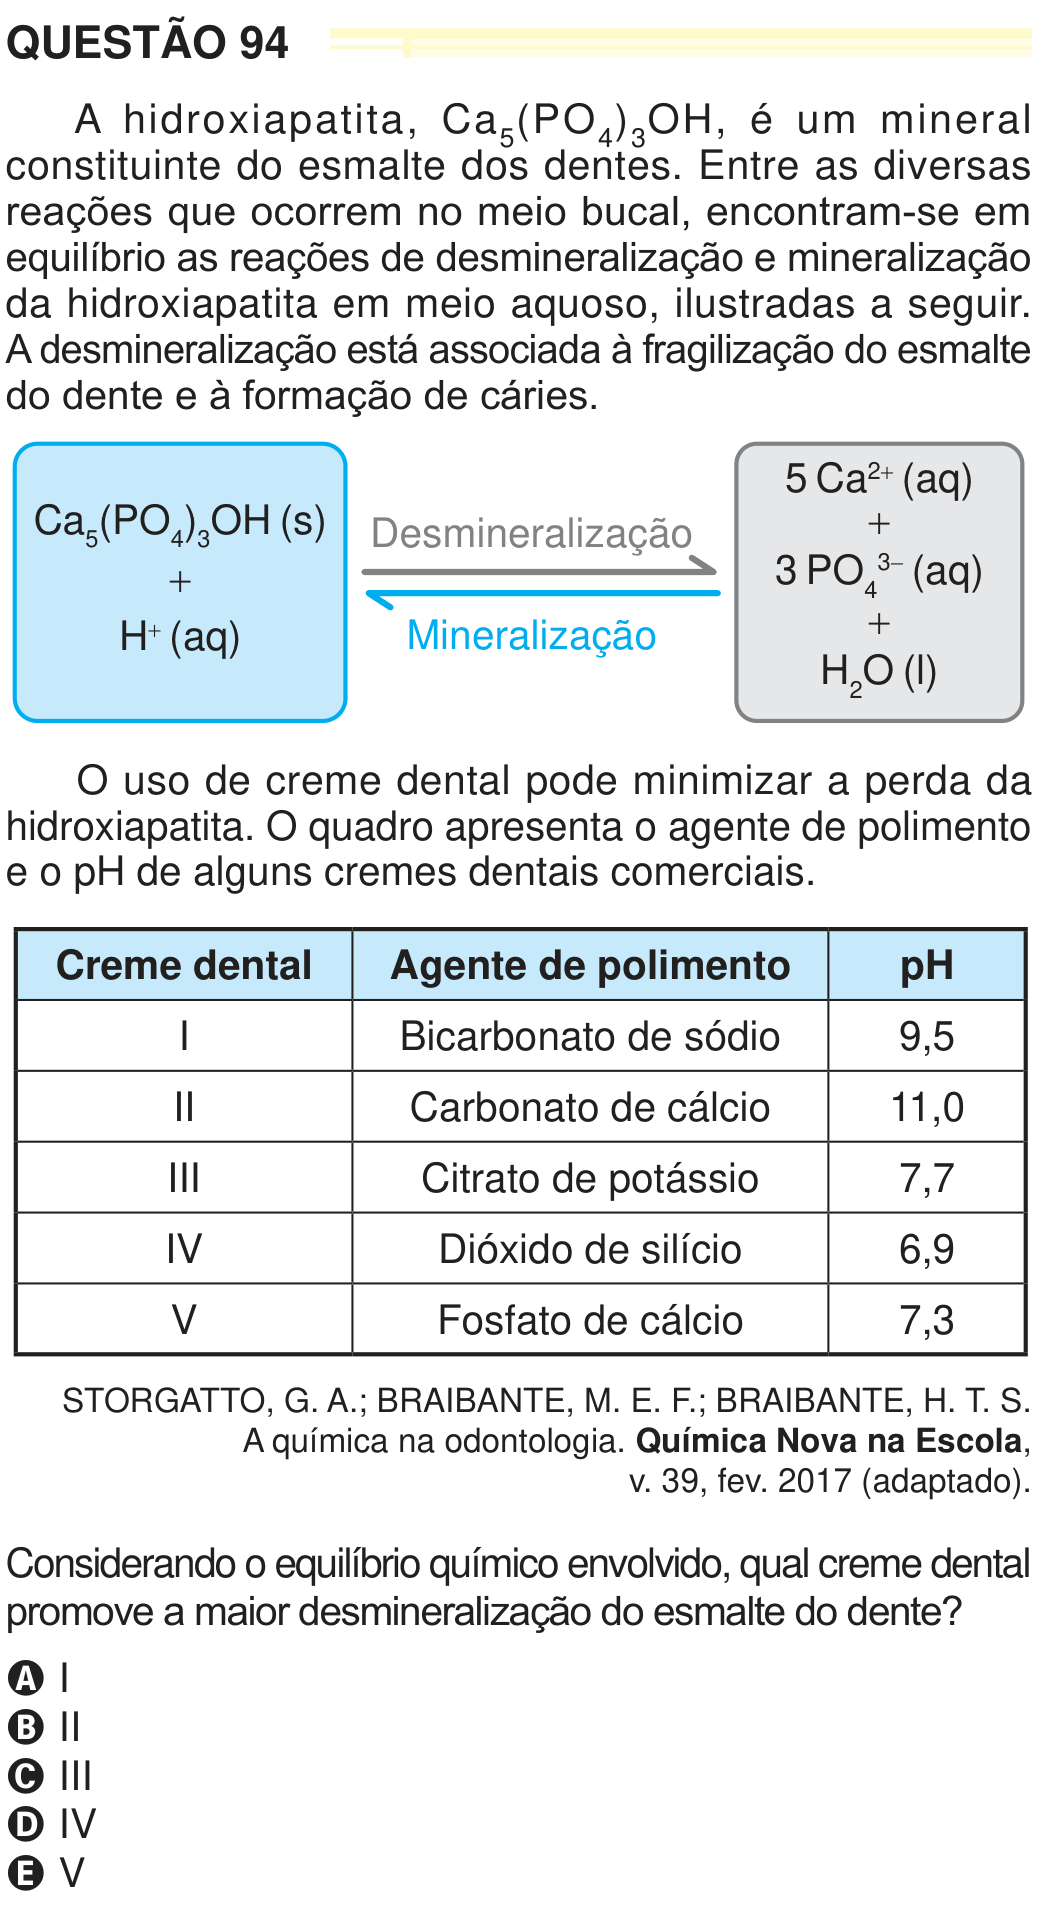 QUESTÃO 94
A hidroxiapatita, Ca₅(PO₄)₃OH, é um mineral
constituinte do esmalte dos dentes. Entre as diversas
reações que ocorrem no meio bucal, encontram-se em
equilíbrio as reações de desmineralização e mineralização
da hidroxiapatita em meio aquoso, ilustradas a seguir.
A desmineralização está associada à fragilização do esmalte
do dente e à formação de cáries.
Ca₅(PO₄)₃OH (s)
+
H⁺ (aq)
Desmineralização
Mineralização
5 Ca²⁺ (aq)
+
3 PO₄³⁻ (aq)
+
H₂O (l)
O uso de creme dental pode minimizar a perda da
hidroxiapatita. O quadro apresenta o agente de polimento
e o pH de alguns cremes dentais comerciais.
Creme dental Agente de polimento pH
I Bicarbonato de sódio 9,5
II Carbonato de cálcio 11,0
III Citrato de potássio 7,7
IV Dióxido de silício 6,9
V Fosfato de cálcio 7,3
STORGATTO, G. A.; BRAIBANTE, M. E. F.; BRAIBANTE, H. T. S.
A química na odontologia. Química Nova na Escola,
v. 39, fev. 2017 (adaptado).
Considerando o equilíbrio químico envolvido, qual creme dental
promove a maior desmineralização do esmalte do dente?
A I
B II
C III
D IV
E V